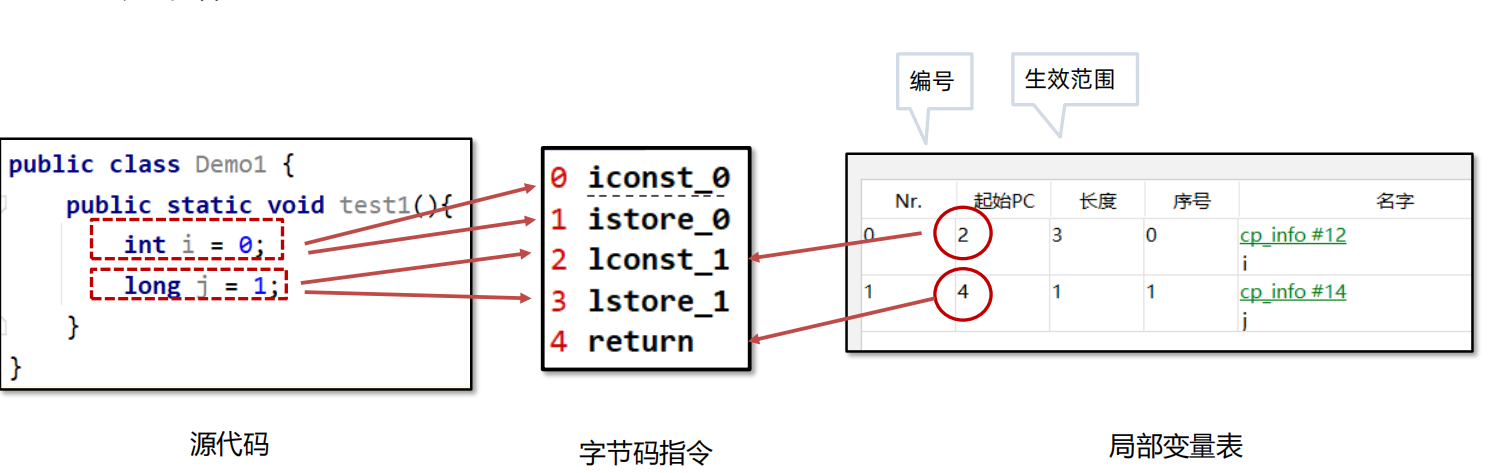 编号
生效范围
public class Demo1 {
public static void test1(){
int i = 0;
long j = 1;
}
}
源代码
0 iconst_0
1 istore_0
2 lconst_1
3 lstore_1
4 return
字节码指令
Nr. 起始PC 长度 序号 名字
0 2 3 0 cp_info #12
i
1 4 1 1 cp_info #14
j
局部变量表